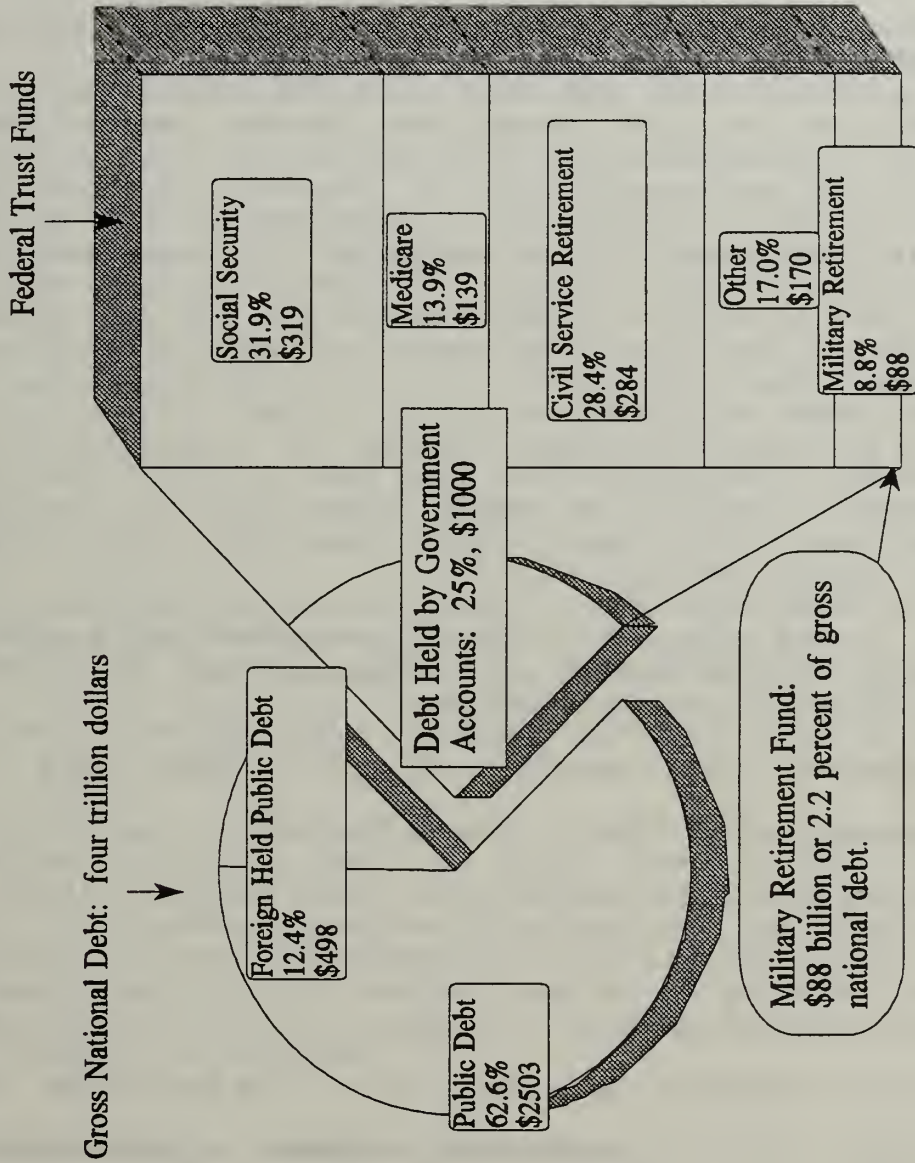 Gross National Debt: four trillion dollars
Federal Trust Funds
Foreign Held Public Debt
12.4%
$498
Public Debt
62.6%
$2503
Debt Held by Government
Accounts: 25%, $1000
Social Security
31.9%
$319
Medicare
13.9%
$139
Civil Service Retirement
28.4%
$284
Other
17.0%
$170
Military Retirement
8.8%
$88
Military Retirement Fund:
$88 billion or 2.2 percent of gross
national debt.